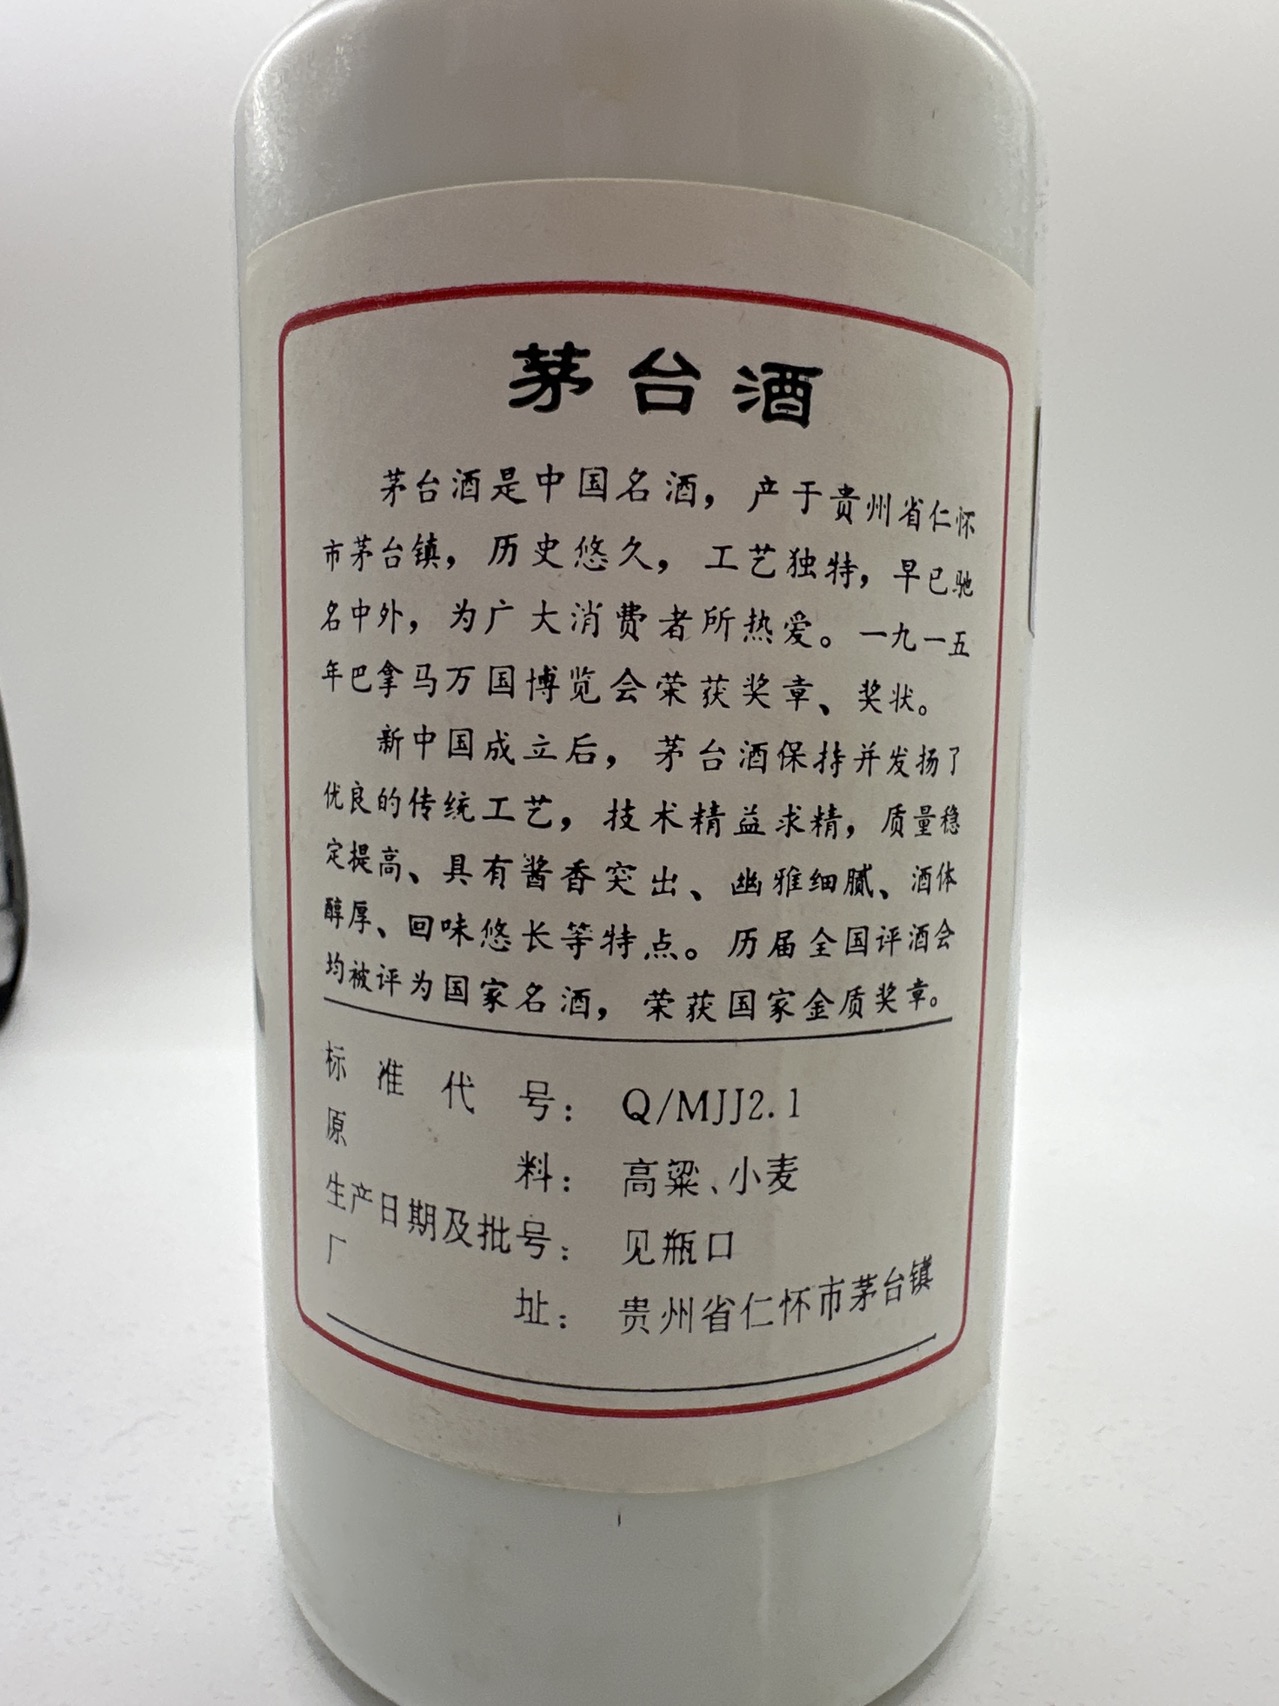 茅台酒
茅台酒是中国名酒，产于贵州省仁怀
市茅台镇，历史悠久，工艺独特，早已驰
名中外，为广大消费者所热爱。一九一五
年巴拿马万国博览会荣获奖章、奖状。
新中国成立后，茅台酒保持并发扬了
优良的传统工艺，技术精益求精，质量稳
定提高、具有酱香突出、幽雅细腻、酒体
醇厚、回味悠长等特点。历届全国评酒会
均被评为国家名酒，荣获国家金质奖章。
标准代号：Q/MJJ2.1
原料：高粱、小麦
生产日期及批号：见瓶口
厂址：贵州省仁怀市茅台镇